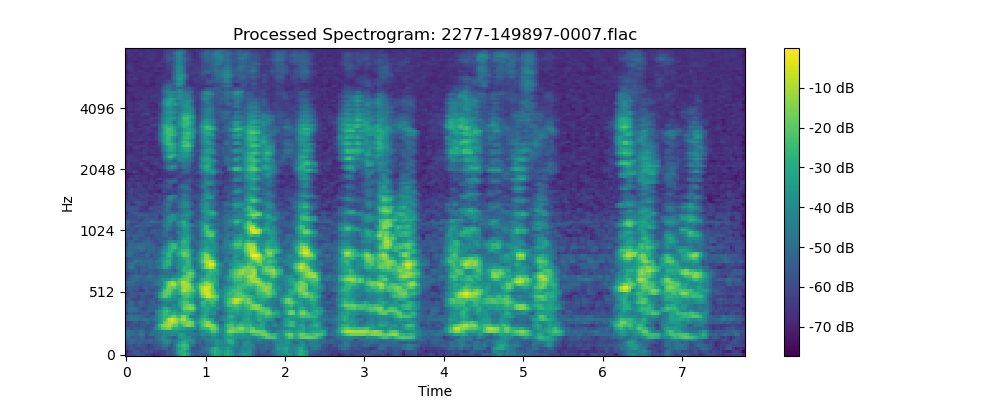 Processed Spectrogram: 2277-149897-0007.flac
Hz
4096
2048
1024
512
0
0 1 2 3 4 5 6 7
Time
-10 dB
-20 dB
-30 dB
-40 dB
-50 dB
-60 dB
-70 dB